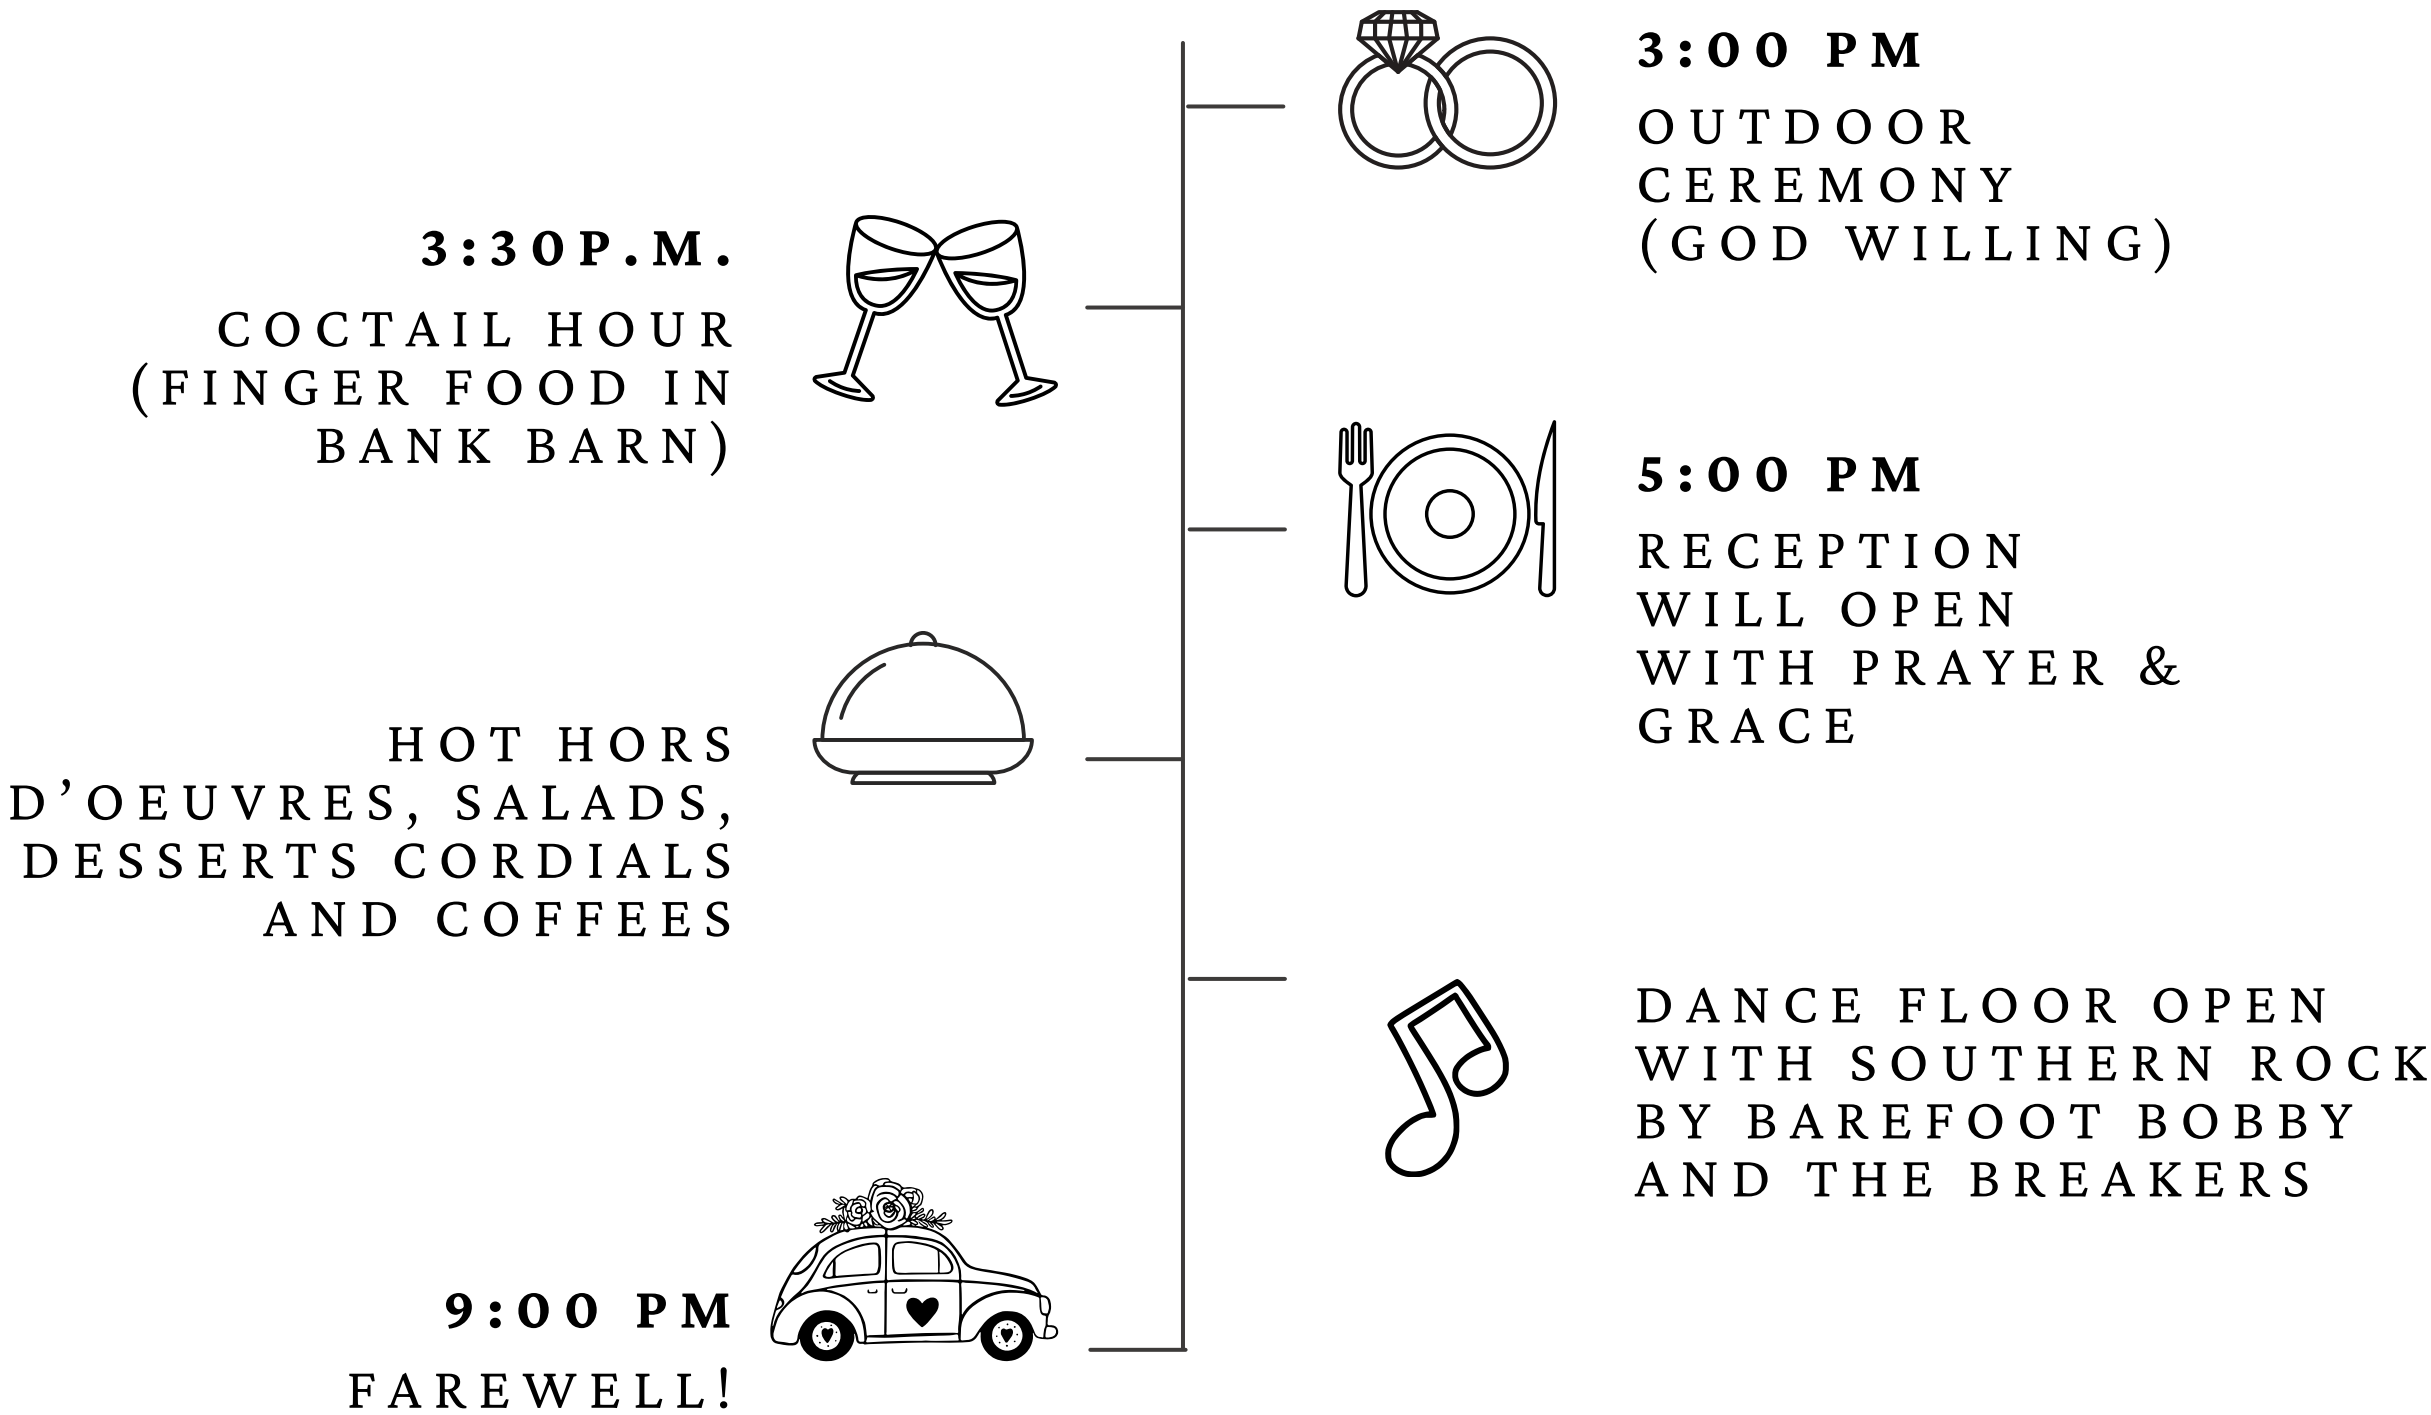 3:00 PM
OUTDOOR
CEREMONY
(GOD WILLING)
3:30P.M.
COCTAIL HOUR
(FINGER FOOD IN
BANK BARN)
5:00 PM
RECEPTION
WILL OPEN
WITH PRAYER &
GRACE
HOT HORS
D’OEUVRES, SALADS,
DESSERTS CORDIALS
AND COFFEES
DANCE FLOOR OPEN
WITH SOUTHERN ROCK
BY BAREFOOT BOBBY
AND THE BREAKERS
9:00 PM
FAREWELL!